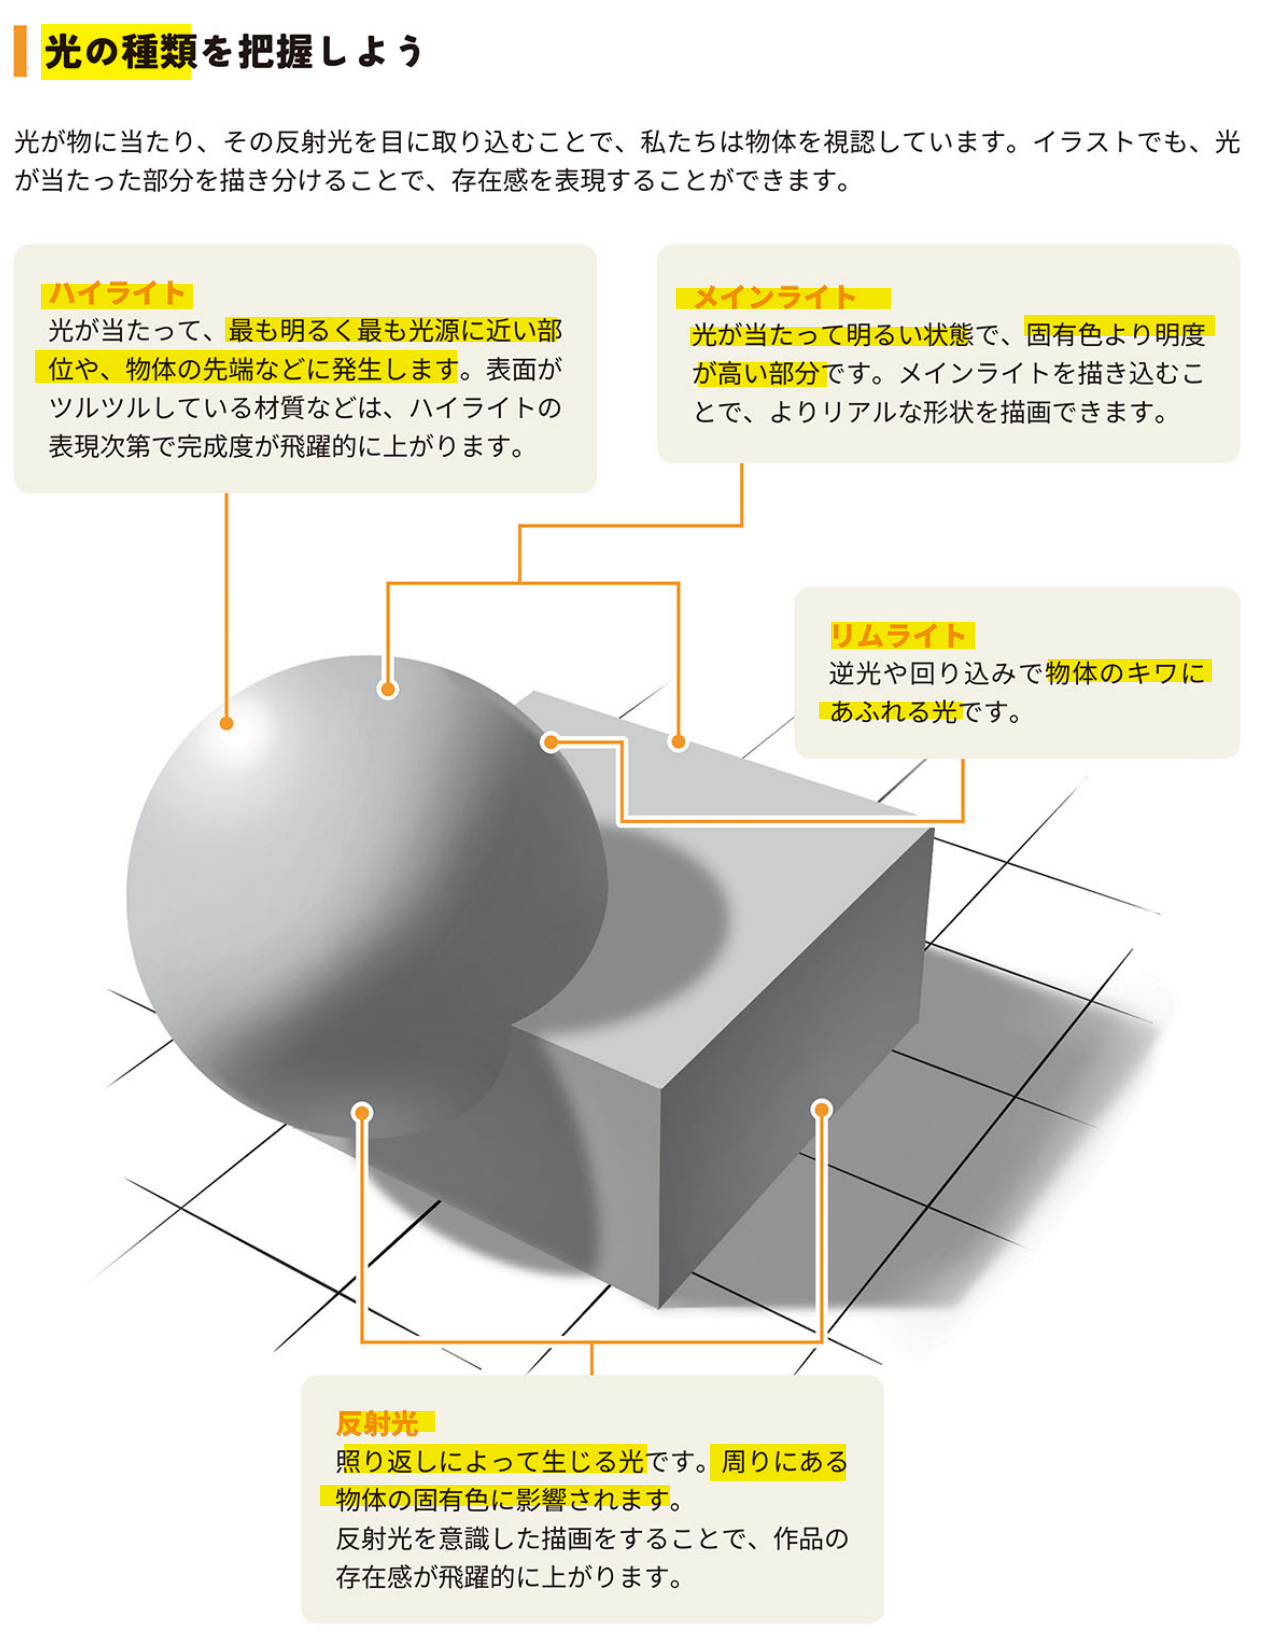 光の種類を把握しよう
光が物に当たり、その反射光を目に取り込むことで、私たちは物体を視認しています。イラストでも、光
が当たった部分を描き分けることで、存在感を表現することができます。
ハイライト
光が当たって、最も明るく最も光源に近い部
位や、物体の先端などに発生します。表面が
ツルツルしている材質などは、ハイライトの
表現次第で完成度が飛躍的に上がります。
メインライト
光が当たって明るい状態で、固有色より明度
が高い部分です。メインライトを描き込むこ
とで、よりリアルな形状を描画できます。
リムライト
逆光や回り込みで物体のキワに
あふれる光です。
反射光
照り返しによって生じる光です。周りにある
物体の固有色に影響されます。
反射光を意識した描画をすることで、作品の
存在感が飛躍的に上がります。